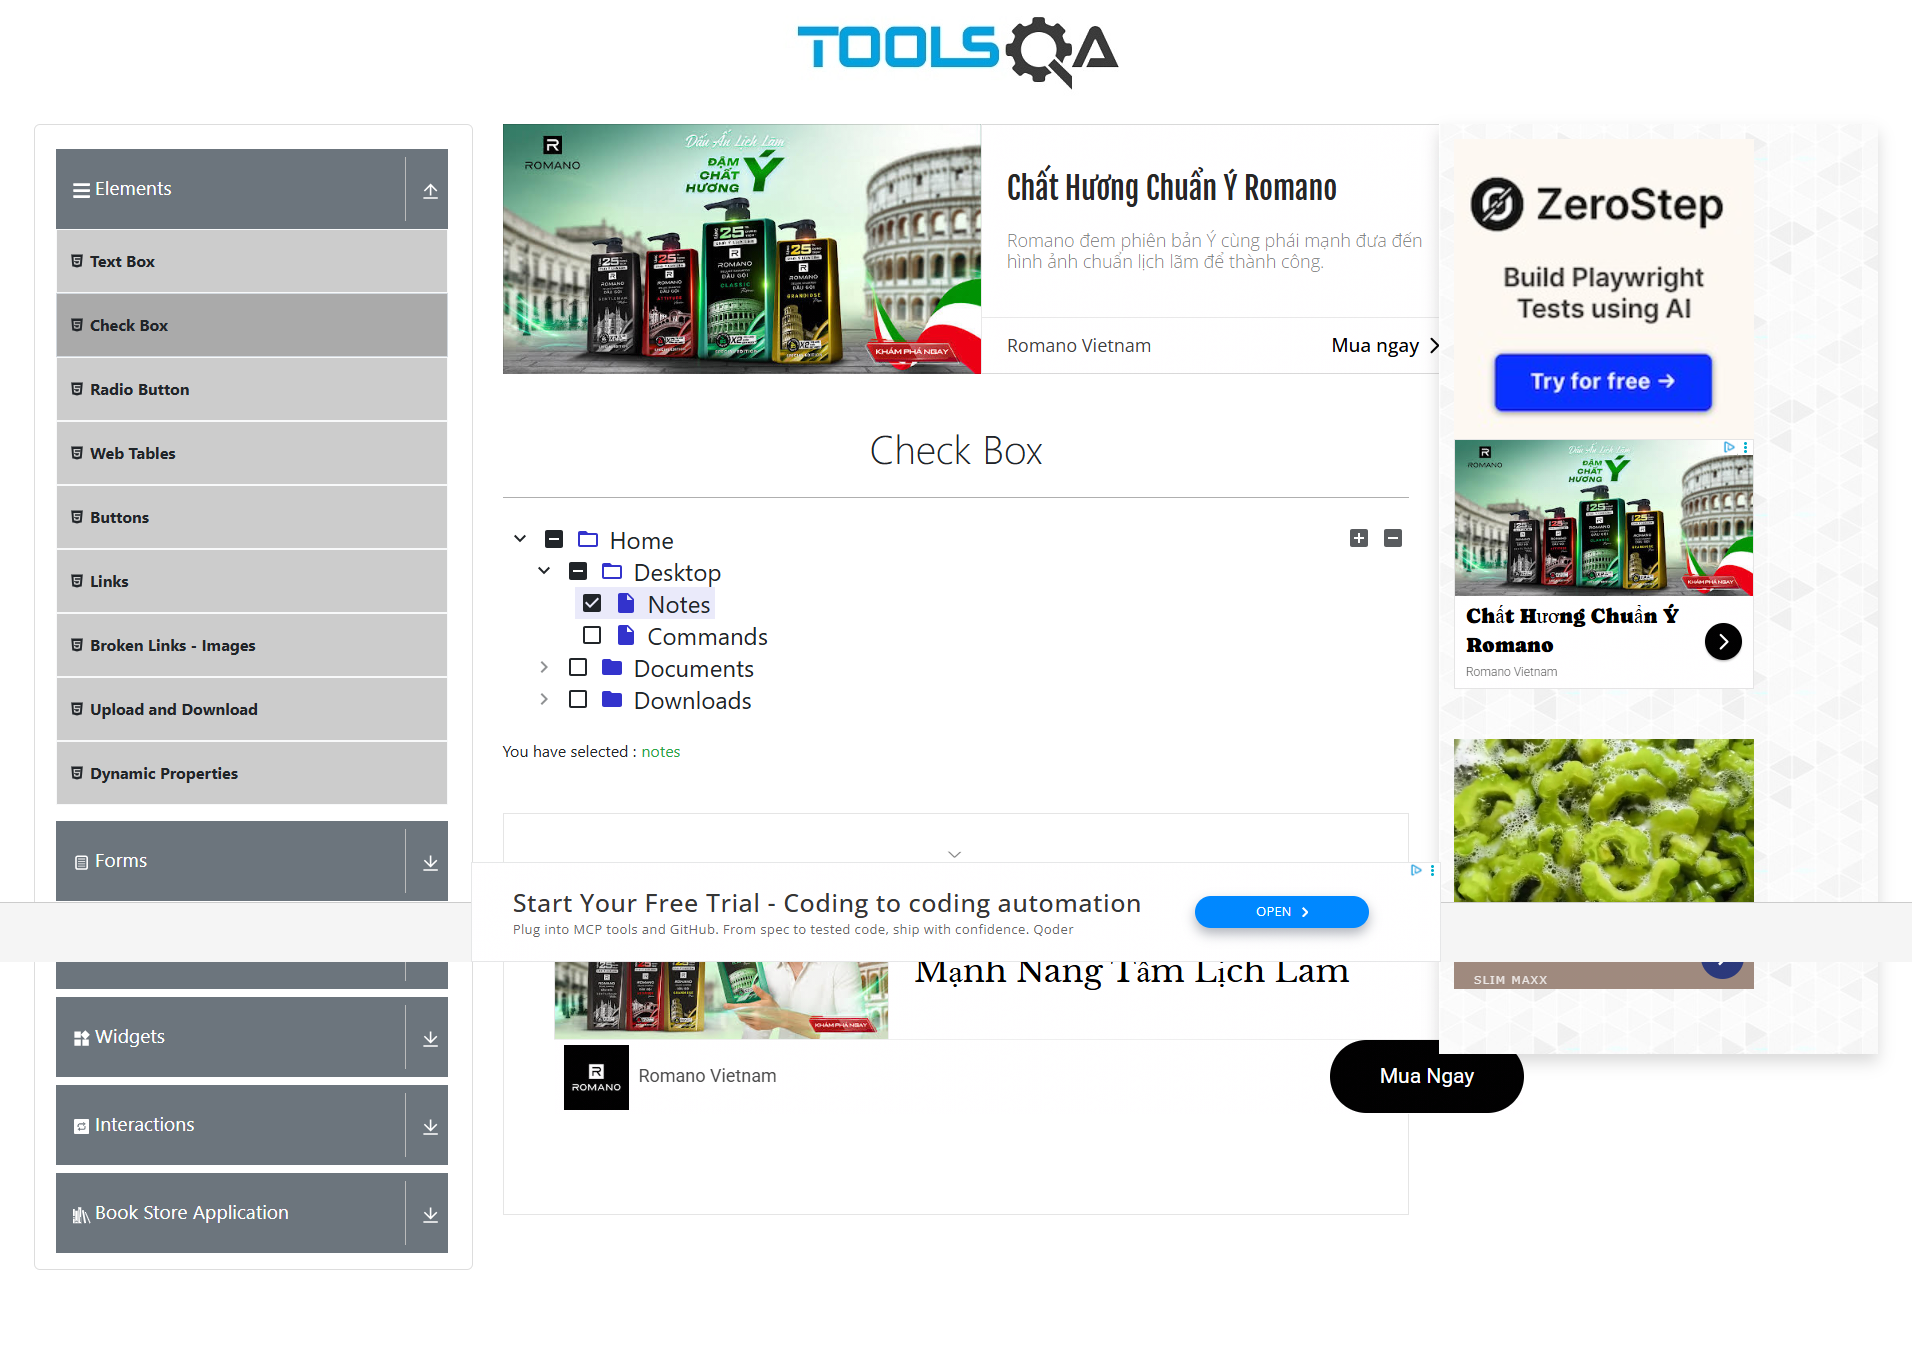 TOOLSQA
Elements
Text Box
Check Box
Radio Button
Web Tables
Buttons
Links
Broken Links - Images
Upload and Download
Dynamic Properties
Forms
Widgets
Interactions
Book Store Application
ROMANO
Dấu Ấn Lịch Lãm
ĐẬM
CHẤT
HƯƠNG
Ý
KHÁM PHÁ NGAY
Chất Hương Chuẩn Ý Romano
Romano đem phiên bản Ý cùng phái mạnh đưa đến
hình ảnh chuẩn lịch lãm để thành công.
Romano Vietnam
Mua ngay
Check Box
Home
Desktop
Notes
Commands
Documents
Downloads
You have selected : notes
Start Your Free Trial - Coding to coding automation
Plug into MCP tools and GitHub. From spec to tested code, ship with confidence. Qoder
OPEN
KHÁM PHÁ NGAY
ROMANO
Romano Vietnam
Mua Ngay
ZeroStep
Build Playwright
Tests using AI
Try for free →
ROMANO
Dấu Ấn Lịch Lãm
ĐẬM
CHẤT
HƯƠNG
Ý
KHÁM PHÁ NGAY
Chất Hương Chuẩn Ý
Romano
Romano Vietnam
SLIM MAXX